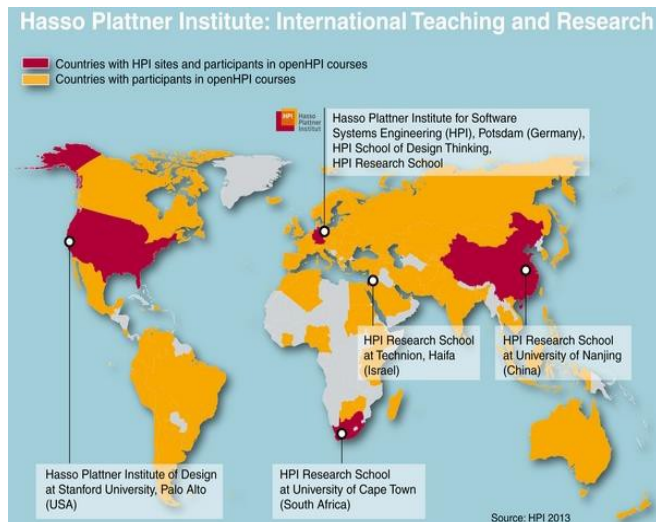 Hasso Plattner Institute: International Teaching and Research
Countries with HPI sites and participants in openHPI courses
Countries with participants in openHPI courses
HPI
Hasso
Plattner
Institut
Hasso Plattner Institute for Software
Systems Engineering (HPI), Potsdam (Germany),
HPI School of Design Thinking,
HPI Research School
HPI Research School
at Technion, Haifa
(Israel)
HPI Research School
at University of Nanjing
(China)
Hasso Plattner Institute of Design
at Stanford University, Palo Alto
(USA)
HPI Research School
at University of Cape Town
(South Africa)
Source: HPI 2013